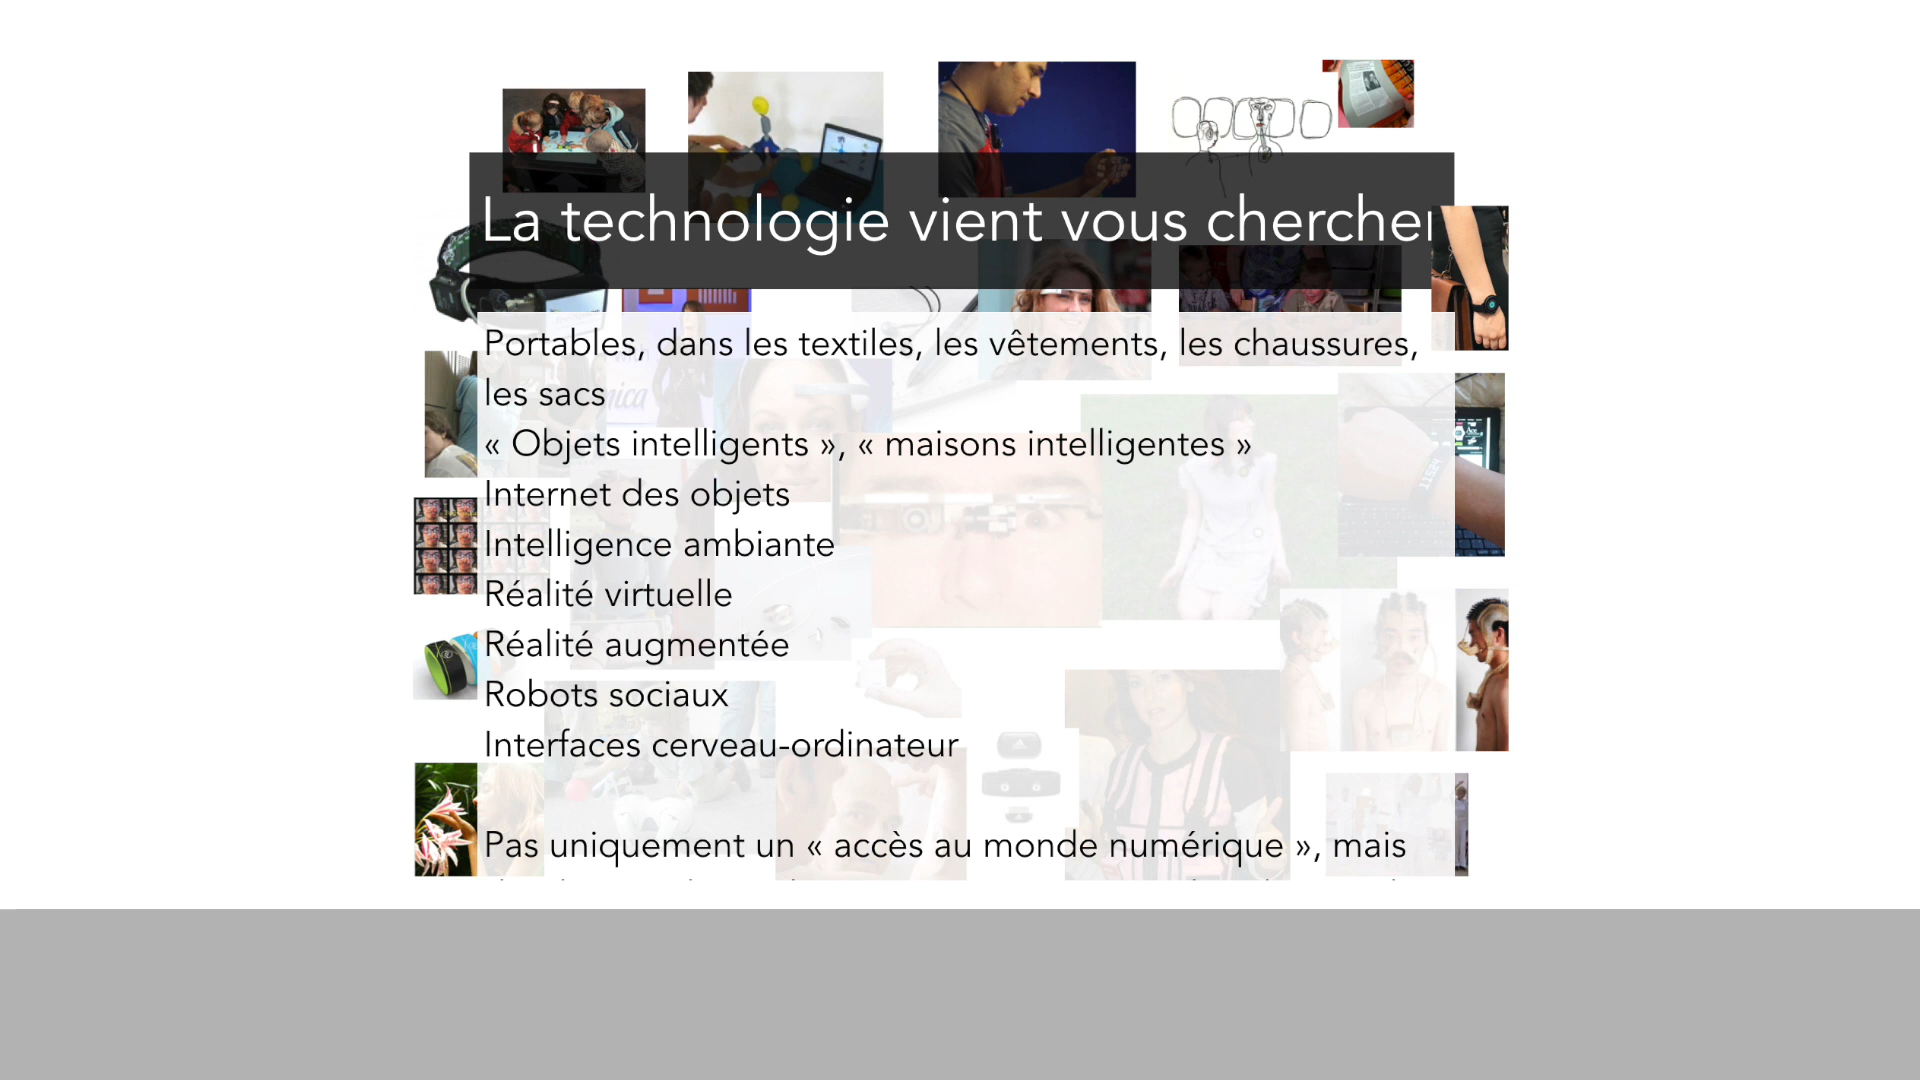 La technologie vient vous chercher
Portables, dans les textiles, les vêtements, les chaussures,
les sacs
« Objets intelligents », « maisons intelligentes »
Internet des objets
Intelligence ambiante
Réalité virtuelle
Réalité augmentée
Robots sociaux
Interfaces cerveau-ordinateur
Pas uniquement un « accès au monde numérique », mais